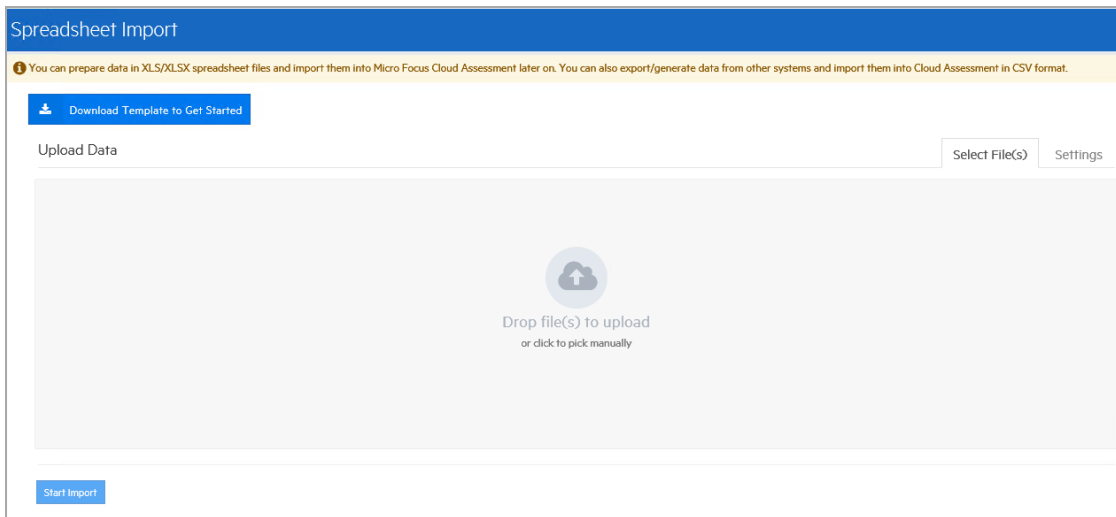 Spreadsheet Import
You can prepare data in XLS/XLSX spreadsheet files and import them into Micro Focus Cloud Assessment later on. You can also export/generate data from other systems and import them into Cloud Assessment in CSV format.
Download Template to Get Started
Upload Data
Select File(s)
Settings
Drop file(s) to upload
or click to pick manually
Start Import